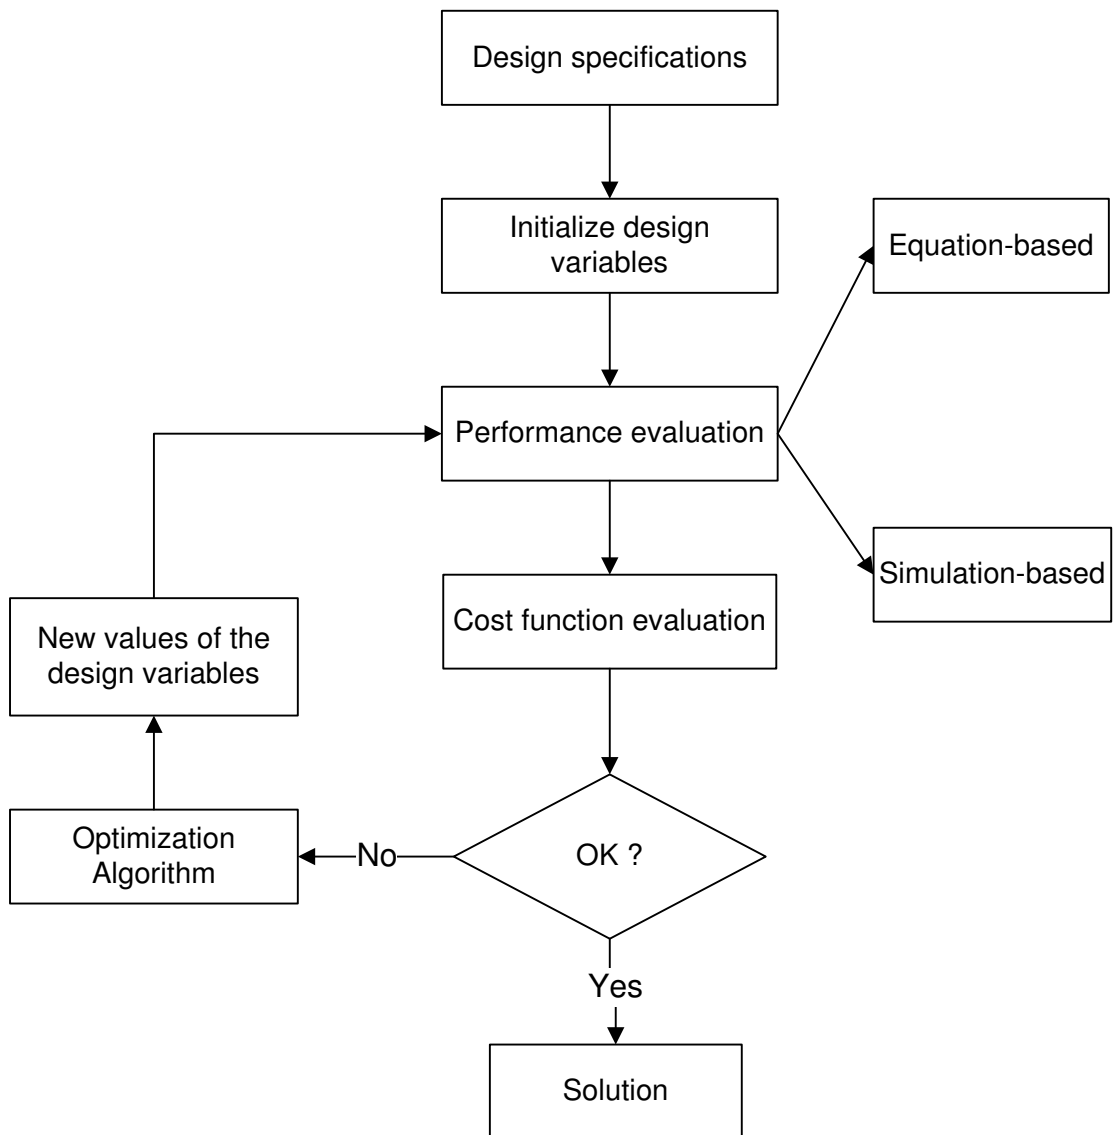 Design specifications
Initialize design
variables
Equation-based
Performance evaluation
Simulation-based
Cost function evaluation
New values of the
design variables
Optimization
Algorithm
No
OK ?
Yes
Solution